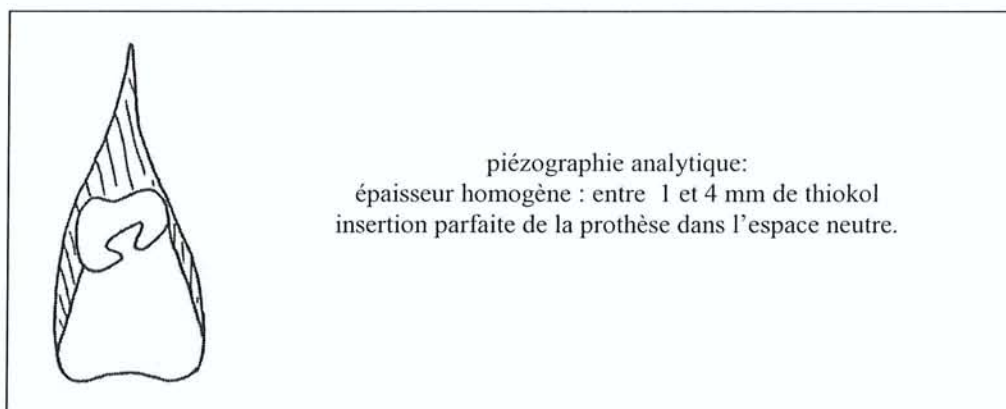 piézographie analytique:
épaisseur homogène : entre 1 et 4 mm de thiokol
insertion parfaite de la prothèse dans l'espace neutre.